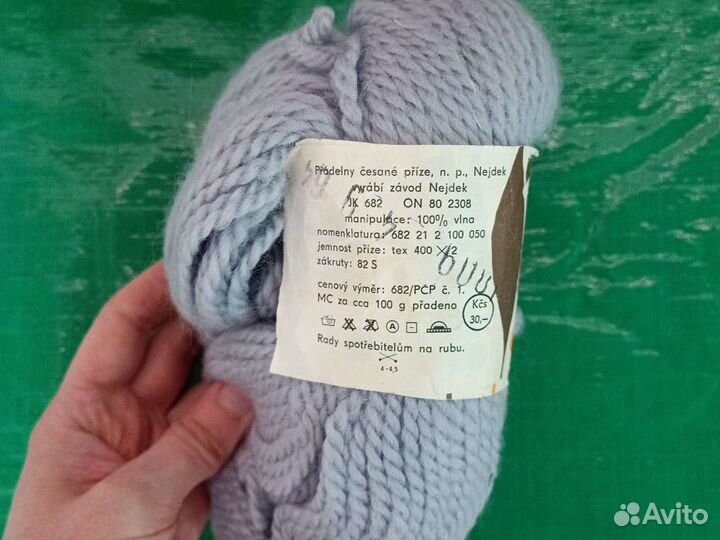 Přádelny česané příze, n. p., Nejdek
vyrábí závod Nejdek
JK 682 ON 80 2308
manipulace: 100% vlna
nomenklatura: 682 21 2 100 050
jemnost příze: tex 400 X 2
zákruty: 82 S
cenový výměr: 682/PCP č. 1.
MC za cca 100 g předeno
Kčs
30,–
A
Rady spotřebitelům na rubu.
4-4,5
Avito